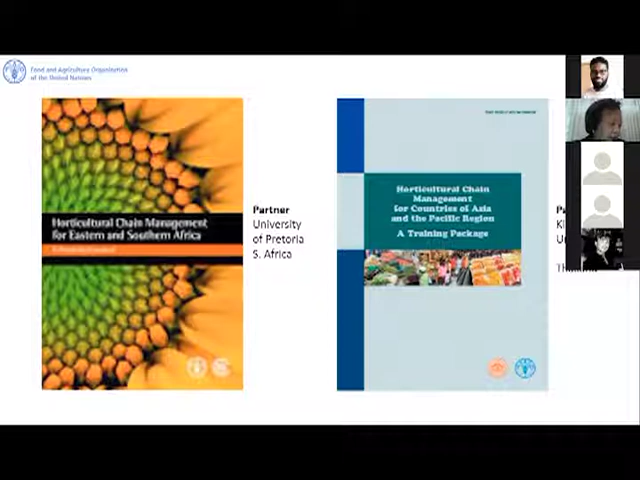 Food and Agriculture Organization
of the United Nations
Horticultural Chain Management
for Eastern and Southern Africa
Partner
University
of Pretoria
S. Africa
Horticultural Chain
Management
for Countries of Asia
and the Pacific Region
A Training Package